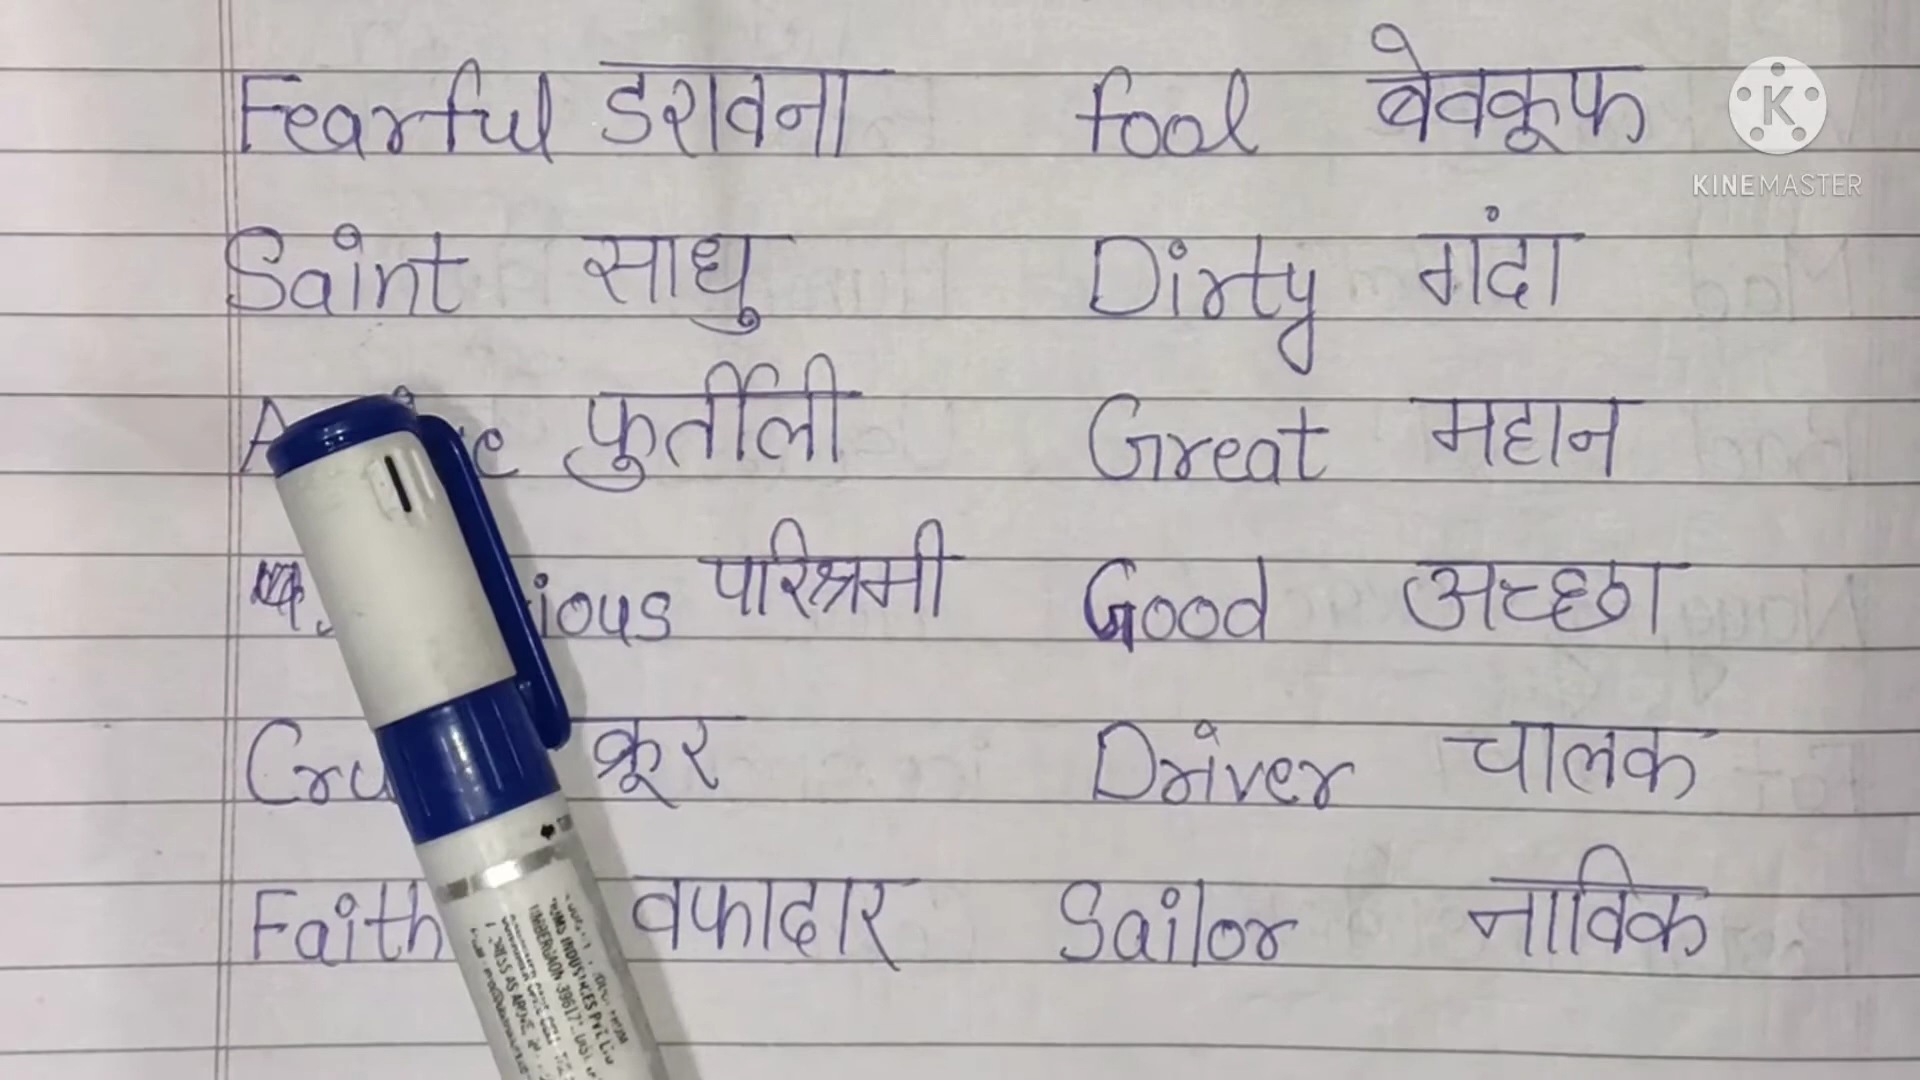 Fearful डरावना fool बेवकूफ
K
KINEMASTER
Saint साधु Dirty गंदा
फुर्तीली Great महान
परिश्रमी Good अच्छा
क्रूर Driver चालक
वफादार Sailor नाविक